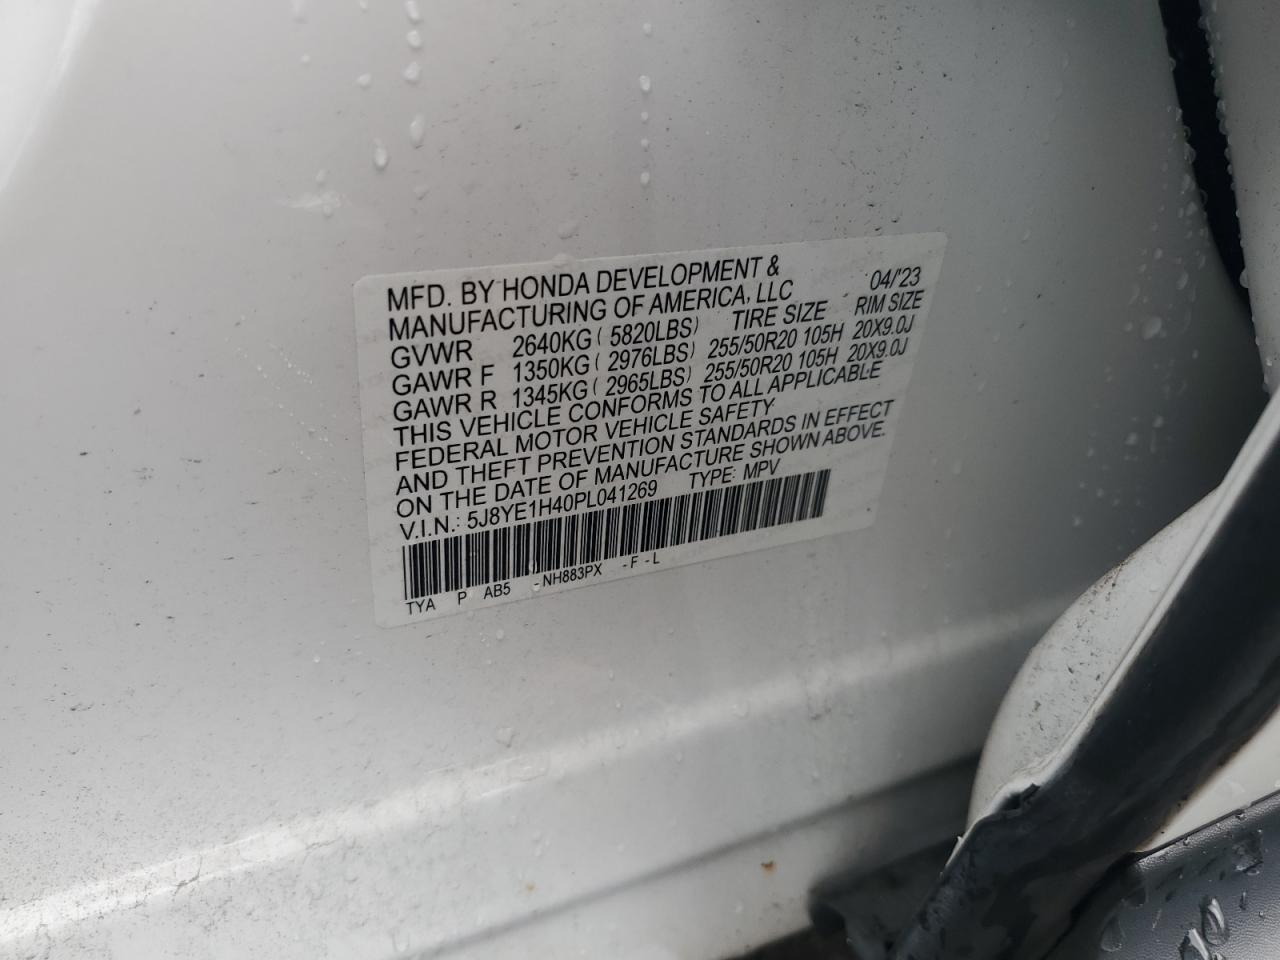 MFD. BY HONDA DEVELOPMENT & 04/'23
MANUFACTURING OF AMERICA, LLC
GVWR 2640KG ( 5820LBS) TIRE SIZE RIM SIZE
GAWR F 1350KG ( 2976LBS) 255/50R20 105H 20X9.0J
GAWR R 1345KG ( 2965LBS) 255/50R20 105H 20X9.0J
THIS VEHICLE CONFORMS TO ALL APPLICABLE
FEDERAL MOTOR VEHICLE SAFETY
AND THEFT PREVENTION STANDARDS IN EFFECT
ON THE DATE OF MANUFACTURE SHOWN ABOVE.
V.I.N.: 5J8YE1H40PL041269 TYPE: MPV
TYA P AB5 -NH883PX -F -L